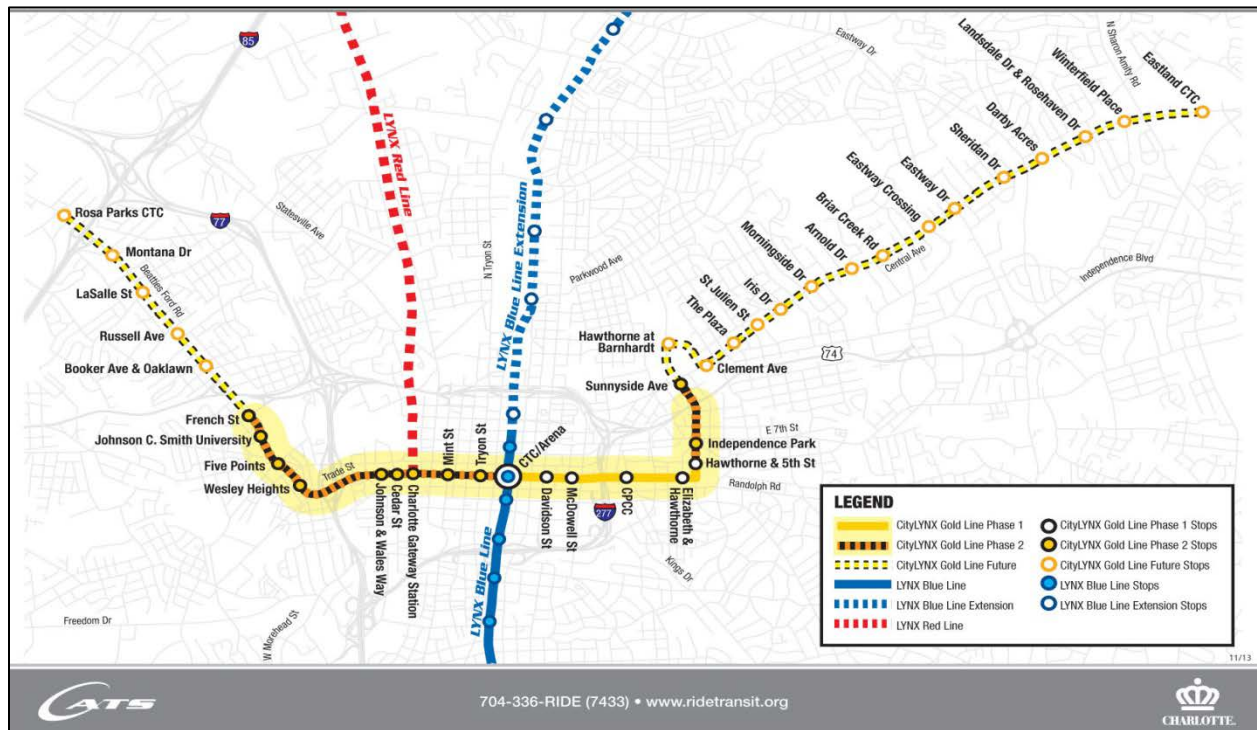 85
77
Statesville Ave
LYNX Red Line
N Tryon St
LYNX Blue Line Extension
Parkwood Ave
Eastway Dr
N Sharon Amity Rd
Independence Blvd
74
Central Ave
Rosa Parks CTC
Montana Dr
Beatties Ford Rd
LaSalle St
Russell Ave
Booker Ave & Oaklawn
French St
Johnson C. Smith University
Five Points
Wesley Heights
Trade St
Johnson & Wales Way
Cedar St
Charlotte Gateway Station
Mint St
Tryon St
CTC/Arena
Davidson St
McDowell St
CPCC
277
Elizabeth &
Hawthorne
Hawthorne & 5th St
Independence Park
E 7th St
Randolph Rd
Kings Dr
Sunnyside Ave
Hawthorne at
Barnhardt
Clement Ave
The Plaza
St Julien St
Iris Dr
Morningside Dr
Arnold Dr
Briar Creek Rd
Eastway Crossing
Eastway Dr
Sheridan Dr
Darby Acres
Landsdale Dr & Rosehaven Dr
Winterfield Place
Eastland CTC
LYNX Blue Line
Freedom Dr
W Morehead St
LEGEND
CityLYNX Gold Line Phase 1
CityLYNX Gold Line Phase 2
CityLYNX Gold Line Future
LYNX Blue Line
LYNX Blue Line Extension
LYNX Red Line
CityLYNX Gold Line Phase 1 Stops
CityLYNX Gold Line Phase 2 Stops
CityLYNX Gold Line Future Stops
LYNX Blue Line Stops
LYNX Blue Line Extension Stops
11/13
CATS
704-336-RIDE (7433) • www.ridetransit.org
CHARLOTTE.